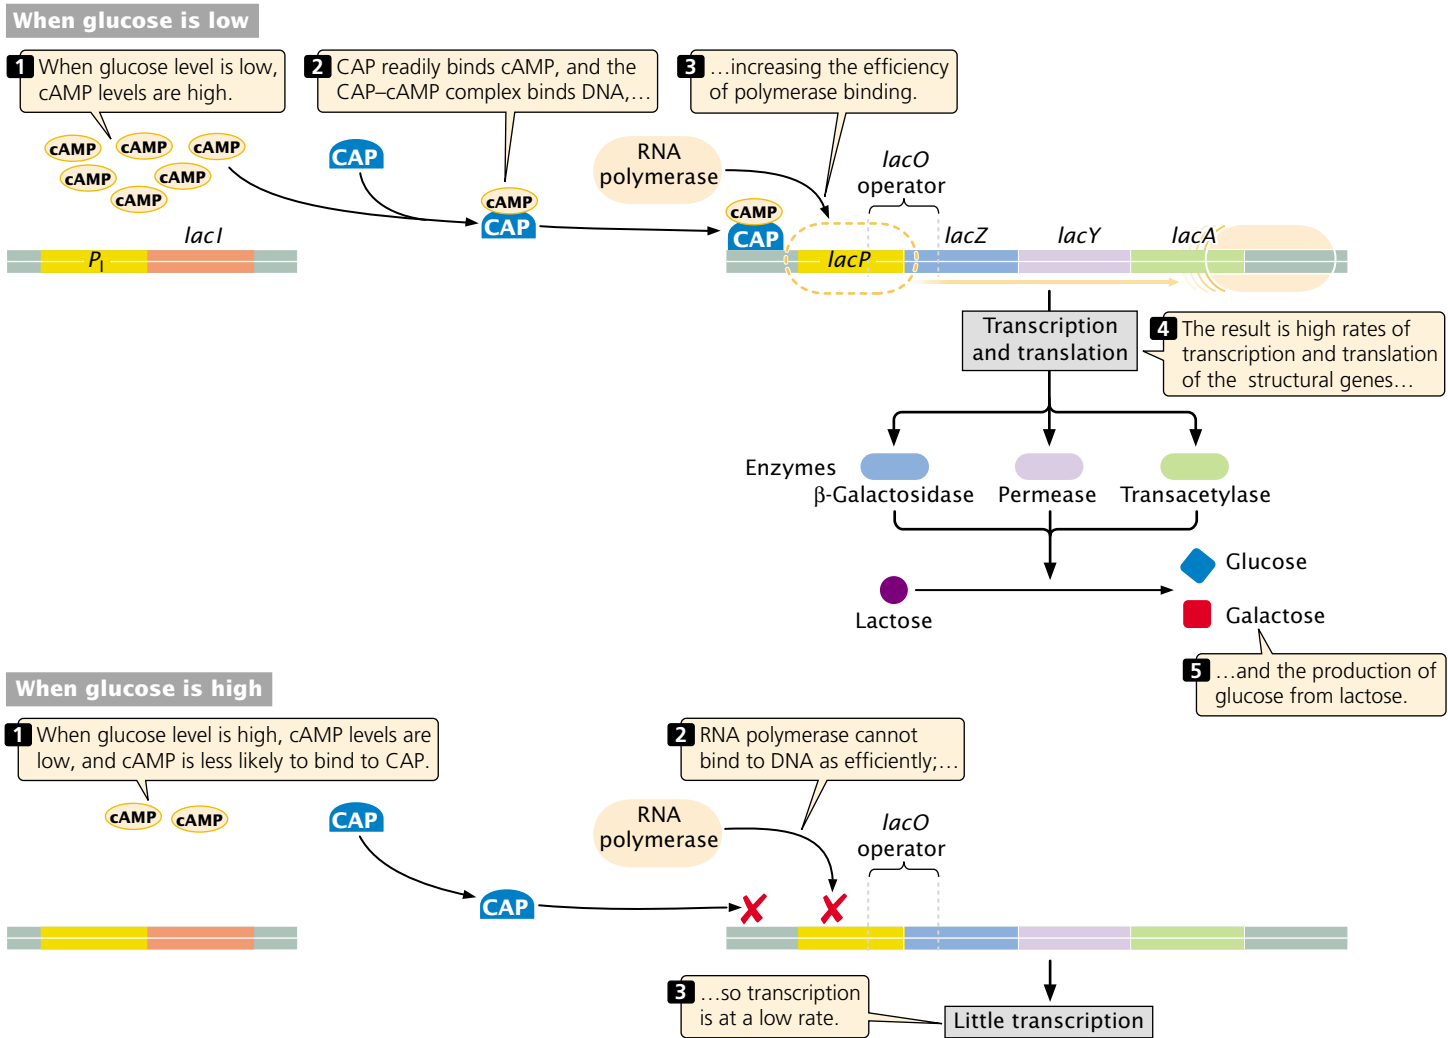 When glucose is low
1 When glucose level is low,
cAMP levels are high.
2 CAP readily binds cAMP, and the
CAP–cAMP complex binds DNA,…
3 …increasing the efficiency
of polymerase binding.
cAMP
cAMP
cAMP
cAMP
cAMP
cAMP
CAP
cAMP
CAP
RNA
polymerase
lacO
operator
cAMP
CAP
lacI
PI
lacP
lacZ
lacY
lacA
Transcription
and translation
4 The result is high rates of
transcription and translation
of the structural genes…
Enzymes
β-Galactosidase
Permease
Transacetylase
Lactose
Glucose
Galactose
5 …and the production of
glucose from lactose.
When glucose is high
1 When glucose level is high, cAMP levels are
low, and cAMP is less likely to bind to CAP.
2 RNA polymerase cannot
bind to DNA as efficiently;…
cAMP
cAMP
CAP
RNA
polymerase
lacO
operator
CAP
3 …so transcription
is at a low rate.
Little transcription